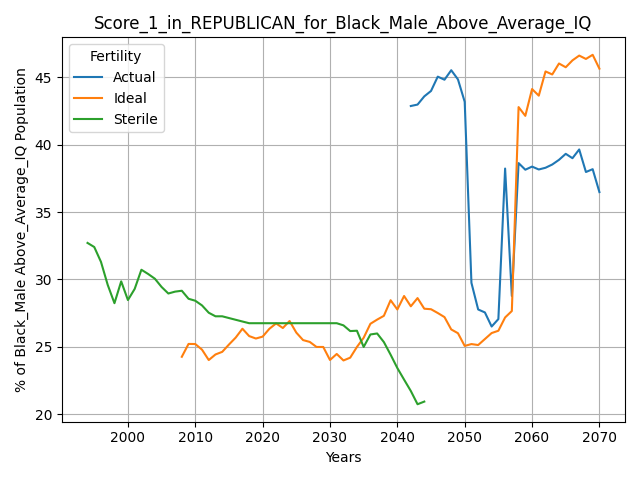 Score_1_in_REPUBLICAN_for_Black_Male_Above_Average_IQ
Fertility
Actual
Ideal
Sterile
% of Black_Male Above_Average_IQ Population
45
40
35
30
25
20
2000 2010 2020 2030 2040 2050 2060 2070
Years